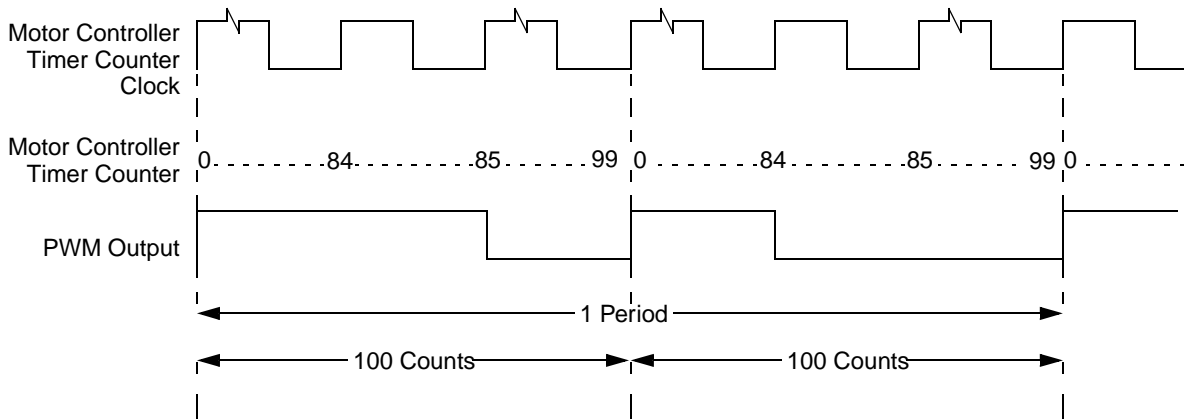 Motor Controller
Timer Counter
Clock
Motor Controller
Timer Counter
0 84 85 99 0 84 85 99 0
PWM Output
1 Period
100 Counts 100 Counts